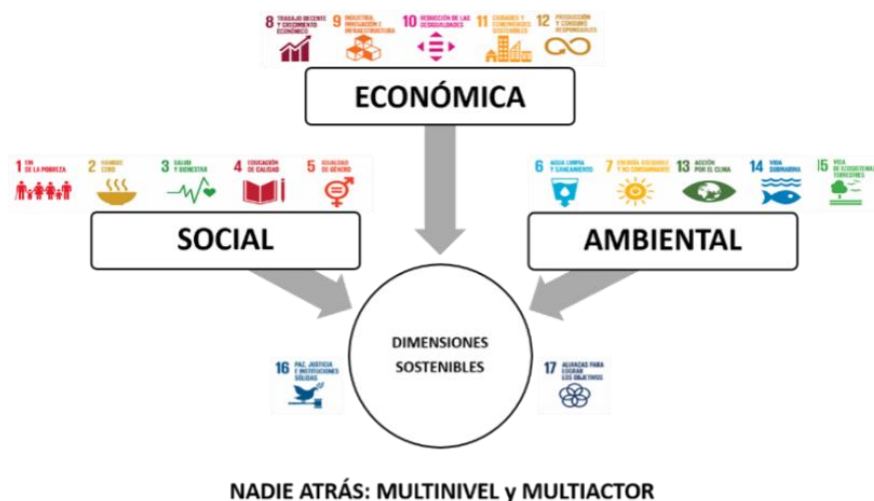 8 TRABAJO DECENTE
Y CRECIMIENTO
ECONÓMICO
9 INDUSTRIA,
INNOVACIÓN E
INFRAESTRUCTURA
10 REDUCCIÓN DE LAS
DESIGUALDADES
11 CIUDADES Y
COMUNIDADES
SOSTENIBLES
12 PRODUCCIÓN
Y CONSUMO
RESPONSABLES
ECONÓMICA
1 FIN
DE LA POBREZA
2 HAMBRE
CERO
3 SALUD
Y BIENESTAR
4 EDUCACIÓN
DE CALIDAD
5 IGUALDAD
DE GÉNERO
6 AGUA LIMPIA
Y SANEAMIENTO
7 ENERGÍA ASEQUIBLE
Y NO CONTAMINANTE
13 ACCIÓN
POR EL CLIMA
14 VIDA
SUBMARINA
15 VIDA
DE ECOSISTEMAS
TERRESTRES
SOCIAL
AMBIENTAL
DIMENSIONES
SOSTENIBLES
16 PAZ, JUSTICIA
E INSTITUCIONES
SÓLIDAS
17 ALIANZAS PARA
LOGRAR
LOS OBJETIVOS
NADIE ATRÁS: MULTINIVEL y MULTIACTOR